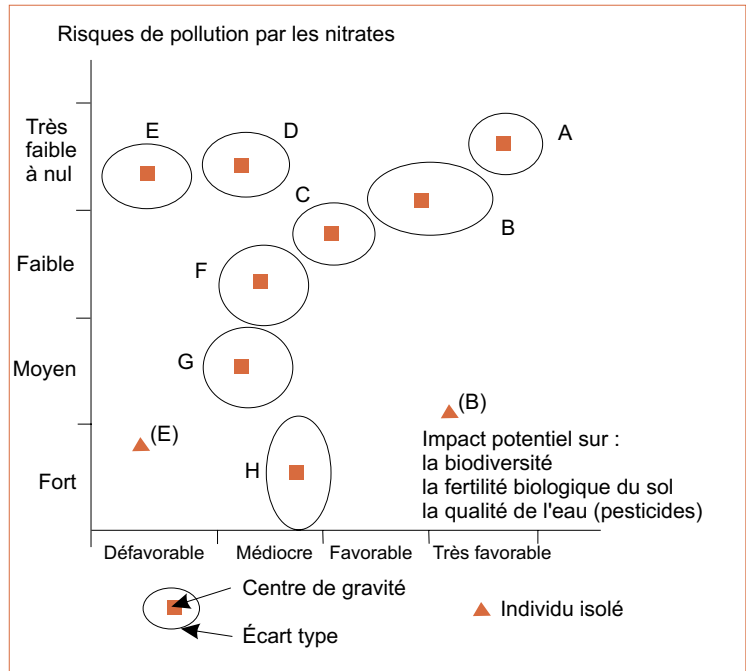 Risques de pollution par les nitrates
Très
faible
à nul
Faible
Moyen
Fort
E
D
A
C
B
F
G
(E)
(B)
H
Impact potentiel sur :
la biodiversité
la fertilité biologique du sol
la qualité de l'eau (pesticides)
Défavorable Médiocre Favorable Très favorable
Centre de gravité
Écart type
Individu isolé